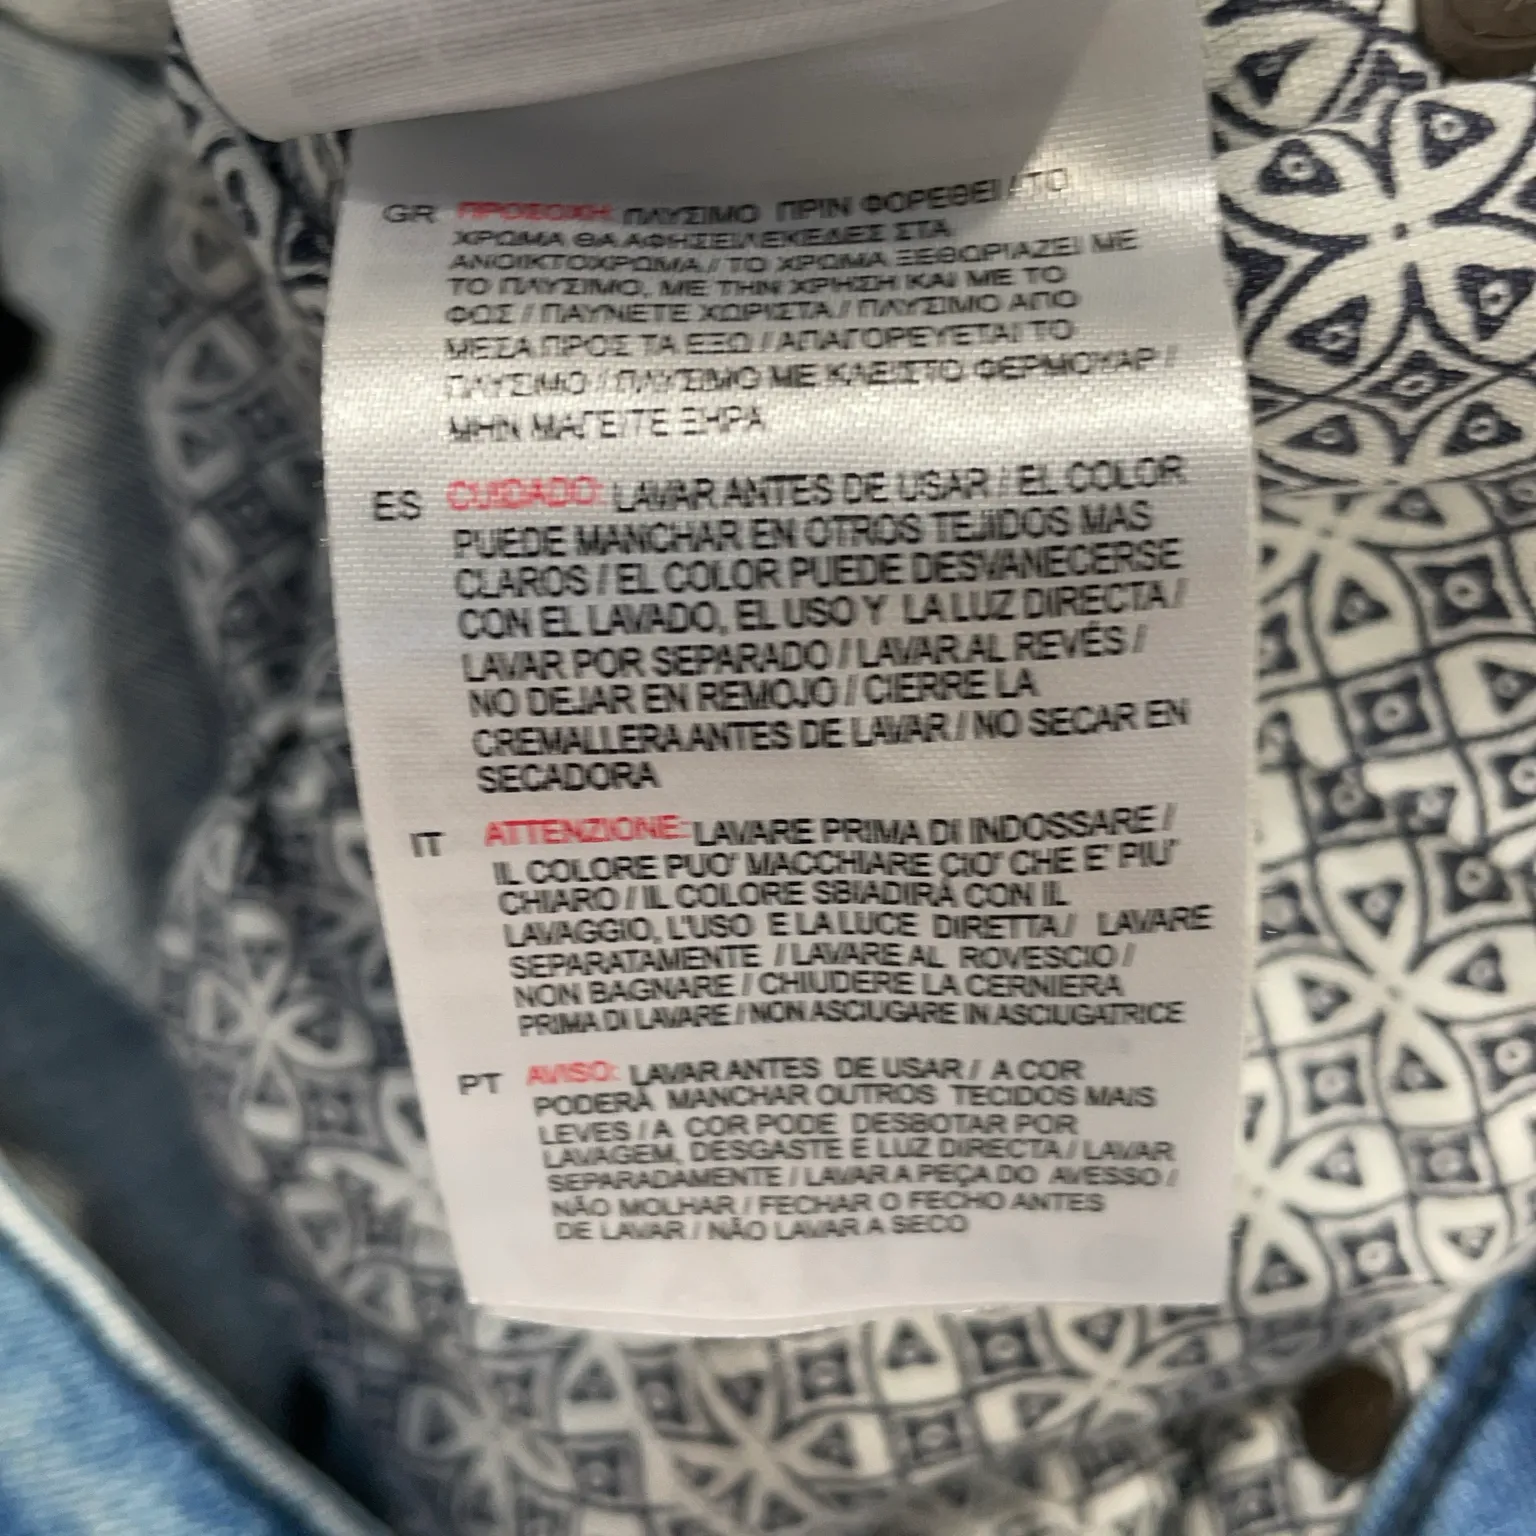 GR ΠΡΟΣΟΧΗ: ΠΛΥΣΙΜΟ ΠΡΙΝ ΦΟΡΕΘΕΙ / ΤΟ
ΧΡΩΜΑ ΘΑ ΑΦΗΣΕΙ ΛΕΚΙΕΔΕΣ ΣΤΑ
ΑΝΟΙΚΤΟΧΡΩΜΑ / ΤΟ ΧΡΩΜΑ ΞΕΘΩΡΙΑΖΕΙ ΜΕ
ΤΟ ΠΛΥΣΙΜΟ, ΜΕ ΤΗΝ ΧΡΗΣΗ ΚΑΙ ΜΕ ΤΟ
ΦΩΣ / ΠΛΥΝΕΤΕ ΧΩΡΙΣΤΑ / ΠΛΥΣΙΜΟ ΑΠΟ
ΜΕΣΑ ΠΡΟΣ ΤΑ ΕΞΩ / ΑΠΑΓΟΡΕΥΕΤΑΙ ΤΟ
ΠΛΥΣΙΜΟ / ΠΛΥΣΙΜΟ ΜΕ ΚΛΕΙΣΤΟ ΦΕΡΜΟΥΑΡ /
ΜΗΝ
ES CUIDADO: LAVAR ANTES DE USAR / EL COLOR
PUEDE MANCHAR EN OTROS TEJIDOS MAS
CLAROS / EL COLOR PUEDE DESVANECERSE
CON EL LAVADO, EL USO Y LA LUZ DIRECTA /
LAVAR POR SEPARADO / LAVAR AL REVÉS /
NO DEJAR EN REMOJO / CIERRE LA
CREMALLERA ANTES DE LAVAR / NO SECAR EN
SECADORA
IT ATTENZIONE: LAVARE PRIMA DI INDOSSARE /
IL COLORE PUO' MACCHIARE CIO' CHE E' PIU'
CHIARO / IL COLORE SBIADIRÀ CON IL
LAVAGGIO, L'USO E LA LUCE DIRETTA / LAVARE
SEPARATAMENTE / LAVARE AL ROVESCIO /
NON BAGNARE / CHIUDERE LA CERNIERA
PRIMA DI LAVARE / NON ASCIUGARE IN ASCIUGATRICE
PT AVISO: LAVAR ANTES DE USAR / A COR
PODERÁ MANCHAR OUTROS TECIDOS MAIS
LEVES / A COR PODE DESBOTAR POR
LAVAGEM, DESGASTE E LUZ DIRECTA / LAVAR
SEPARADAMENTE / LAVAR A PEÇA DO AVESSO /
NÃO MOLHAR / FECHAR O FECHO ANTES
DE LAVAR / NÃO LAVAR A SECO